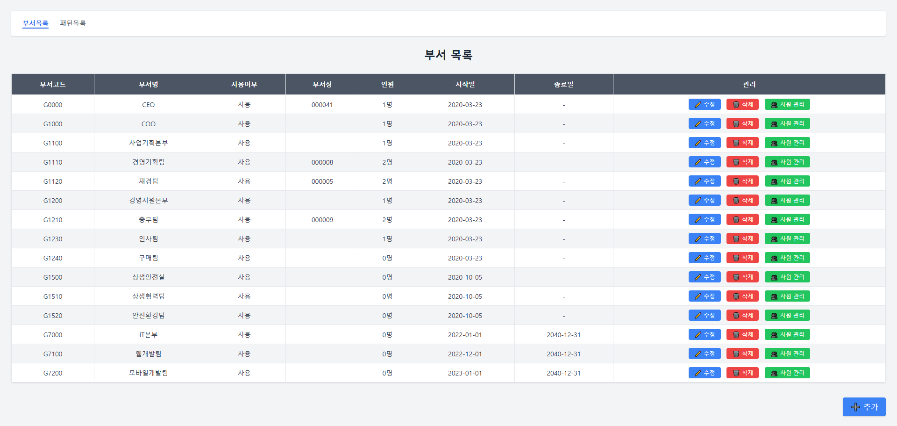 부서목록 패턴목록
부서 목록
부서코드 부서명 사용여부 부서장 인원 시작일 종료일 관리
G0000 CEO 사용 000041 1명 2020-03-23 - 수정 삭제 사원 관리
G1000 COO 사용 1명 2020-03-23 - 수정 삭제 사원 관리
G1100 사업기획본부 사용 1명 2020-03-23 - 수정 삭제 사원 관리
G1110 경영기획팀 사용 000008 2명 2020-03-23 - 수정 삭제 사원 관리
G1120 재경팀 사용 000005 2명 2020-03-23 - 수정 삭제 사원 관리
G1200 경영지원본부 사용 1명 2020-03-23 - 수정 삭제 사원 관리
G1210 총무팀 사용 000009 2명 2020-03-23 - 수정 삭제 사원 관리
G1230 인사팀 사용 1명 2020-03-23 - 수정 삭제 사원 관리
G1240 구매팀 사용 0명 2020-03-23 - 수정 삭제 사원 관리
G1500 상생안전실 사용 0명 2020-10-05 - 수정 삭제 사원 관리
G1510 상생협력팀 사용 0명 2020-10-05 - 수정 삭제 사원 관리
G1520 안전환경팀 사용 0명 2020-10-05 - 수정 삭제 사원 관리
G7000 IT본부 사용 0명 2022-01-01 2040-12-31 수정 삭제 사원 관리
G7100 웹개발팀 사용 0명 2022-12-01 2040-12-31 수정 삭제 사원 관리
G7200 모바일개발팀 사용 0명 2023-01-01 2040-12-31 수정 삭제 사원 관리
추가